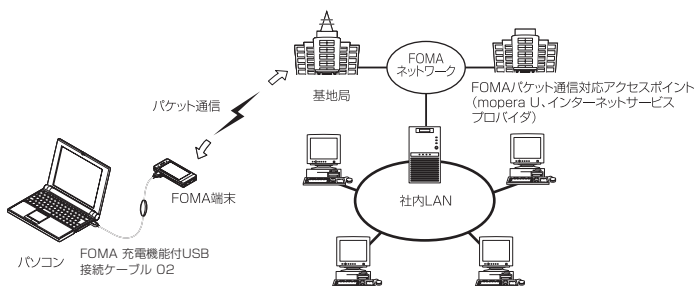 FOMA
ネットワーク
基地局
FOMAパケット通信対応アクセスポイント
(mopera U、インターネットサービス
プロバイダ)
パケット通信
FOMA端末
社内LAN
パソコン
FOMA 充電機能付USB
接続ケーブル 02